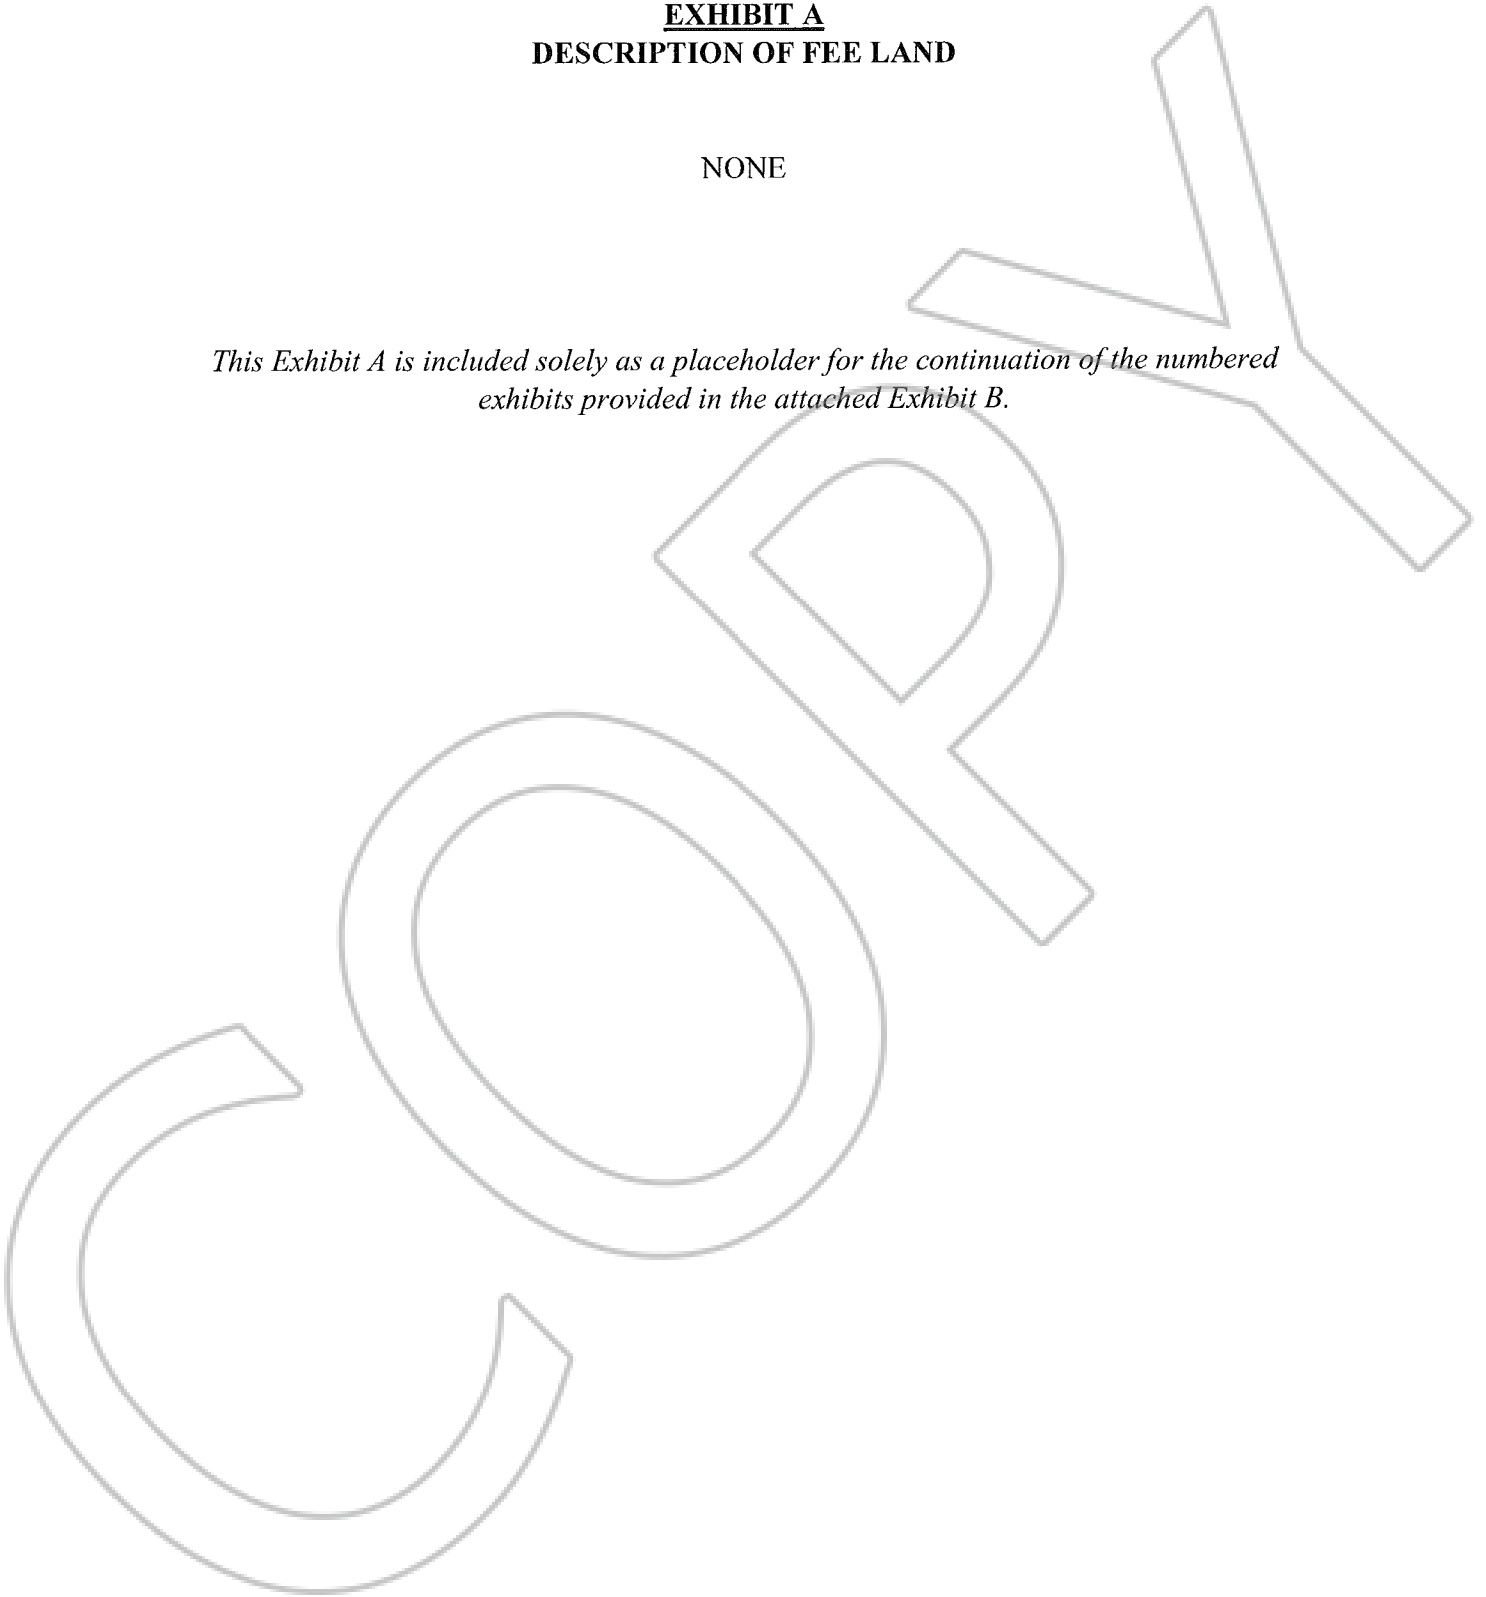 EXHIBIT A
DESCRIPTION OF FEE LAND
NONE
This Exhibit A is included solely as a placeholder for the continuation of the numbered
exhibits provided in the attached Exhibit B.
COPY